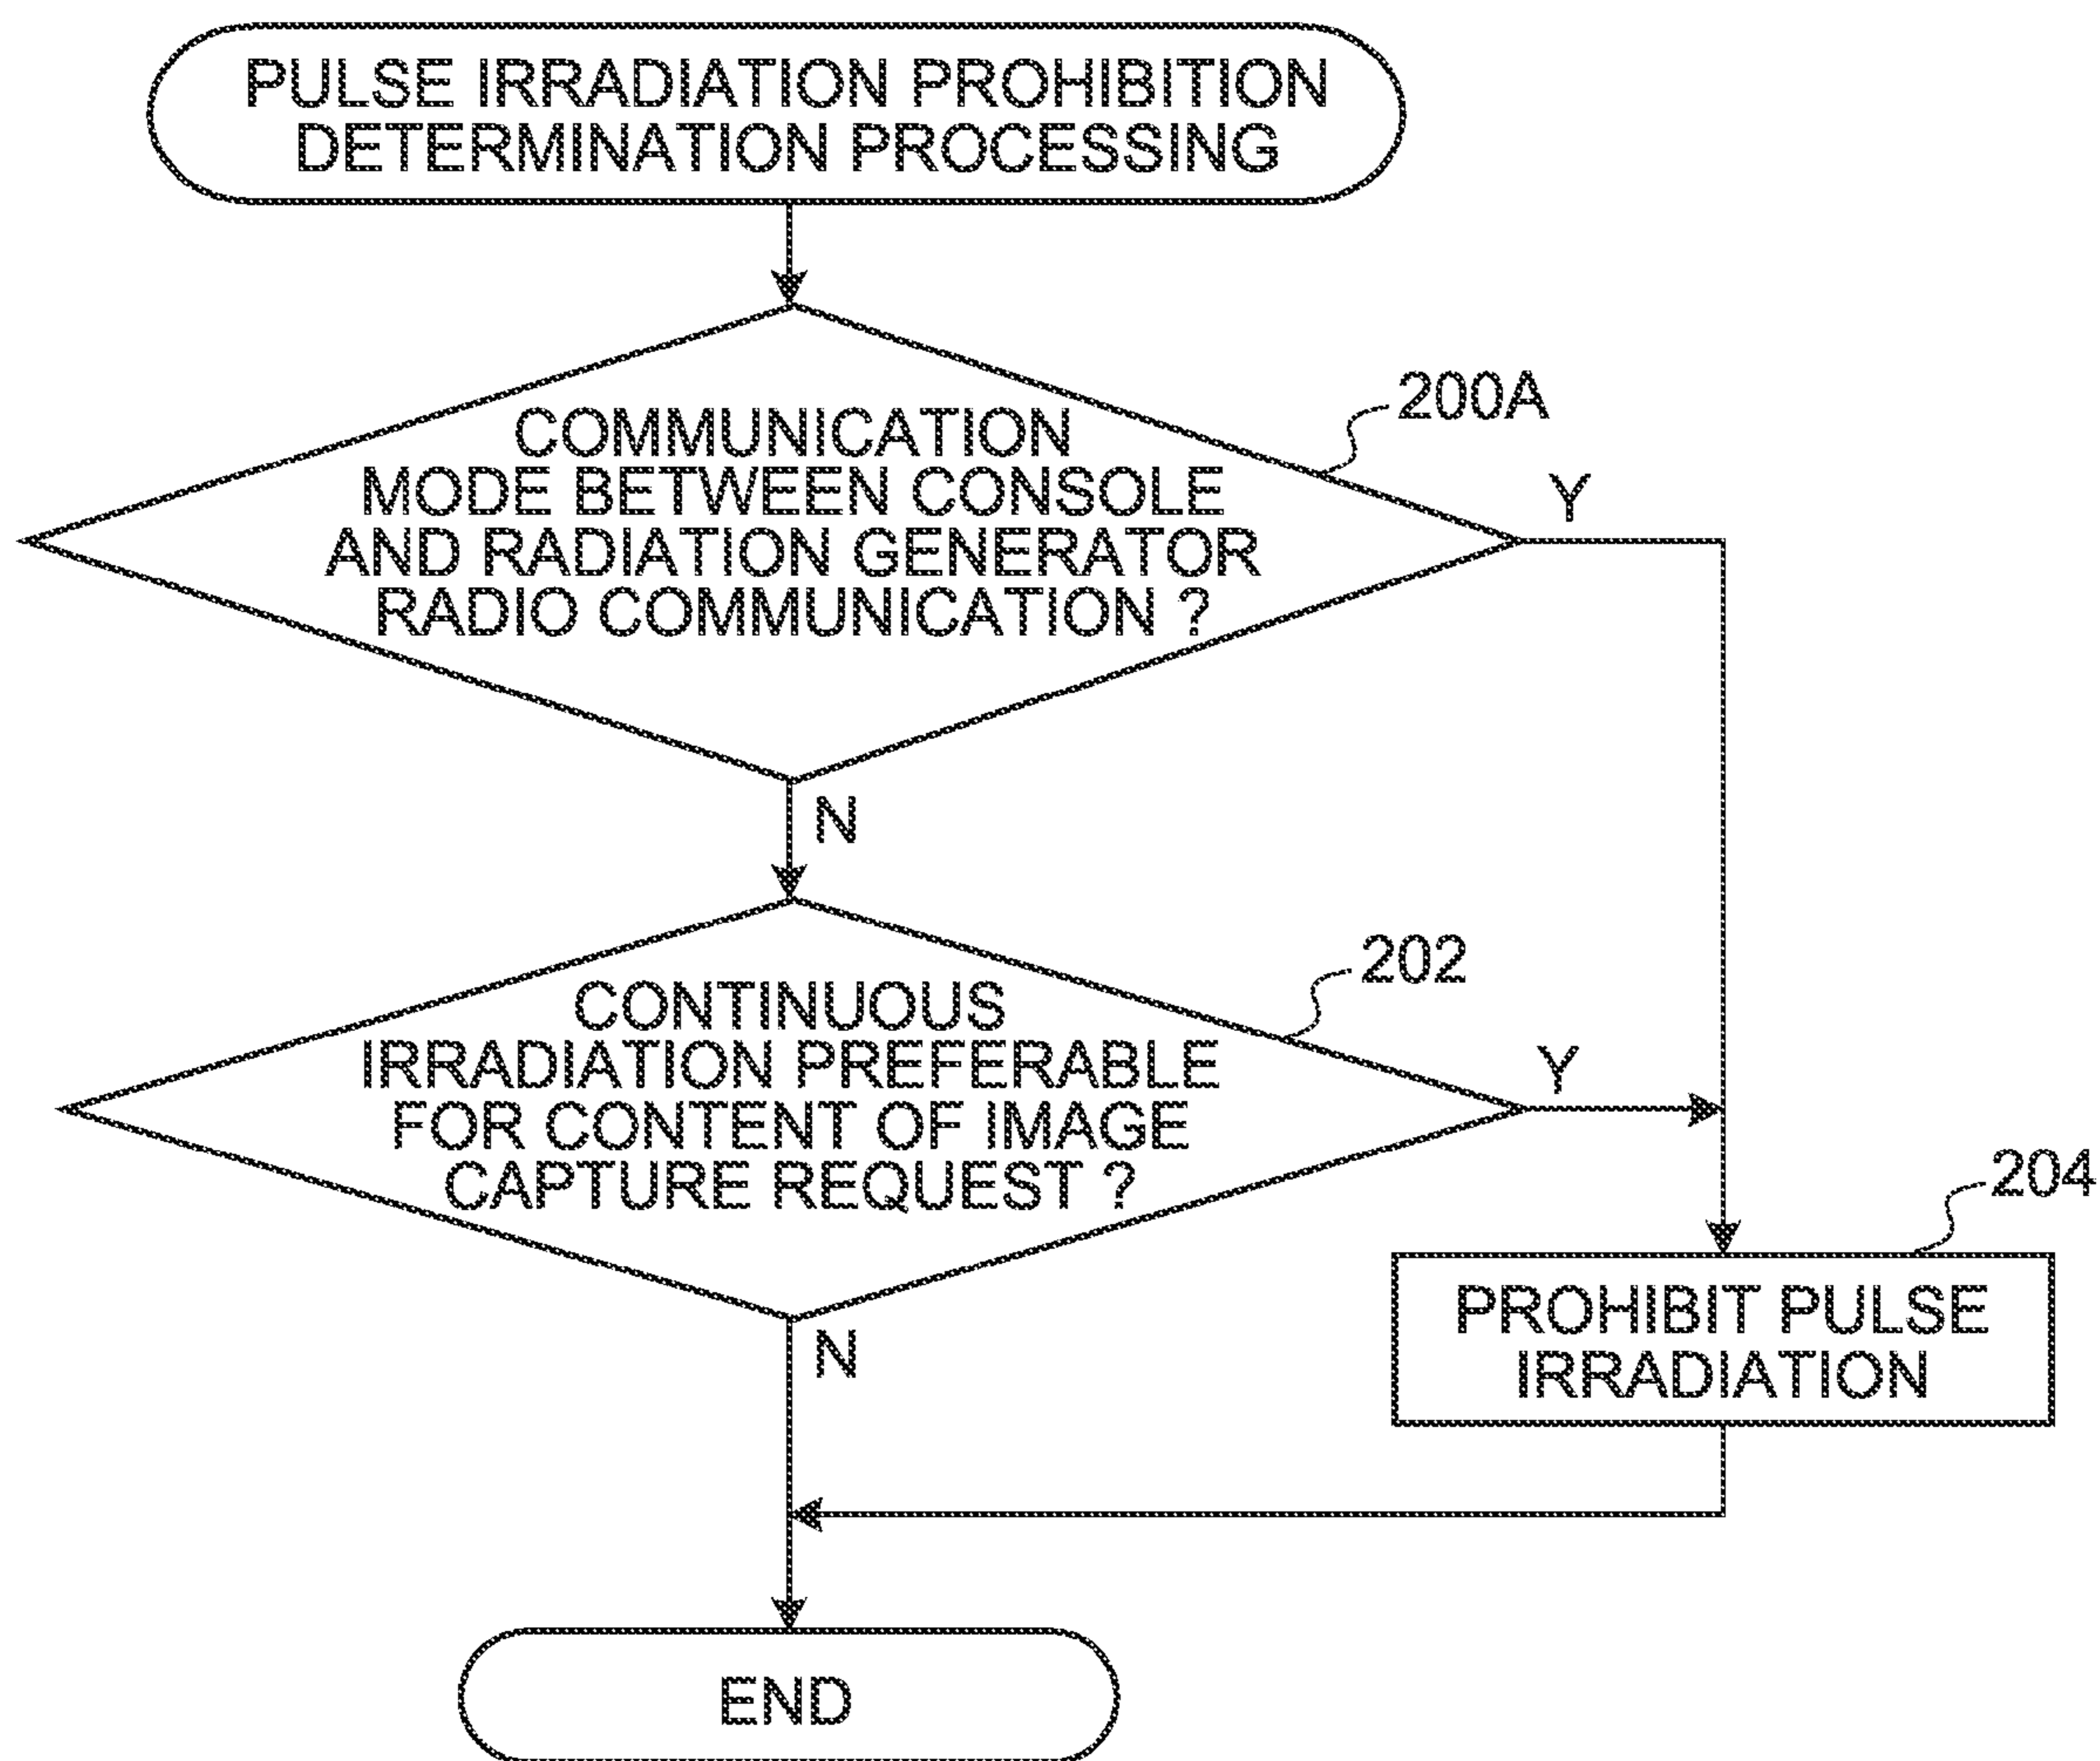 PULSE IRRADIATION PROHIBITION
DETERMINATION PROCESSING
200A
COMMUNICATION
MODE BETWEEN CONSOLE
AND RADIATION GENERATOR
RADIO COMMUNICATION ?
Y
N
202
CONTINUOUS
IRRADIATION PREFERABLE
FOR CONTENT OF IMAGE
CAPTURE REQUEST ?
Y
N
204
PROHIBIT PULSE
IRRADIATION
END